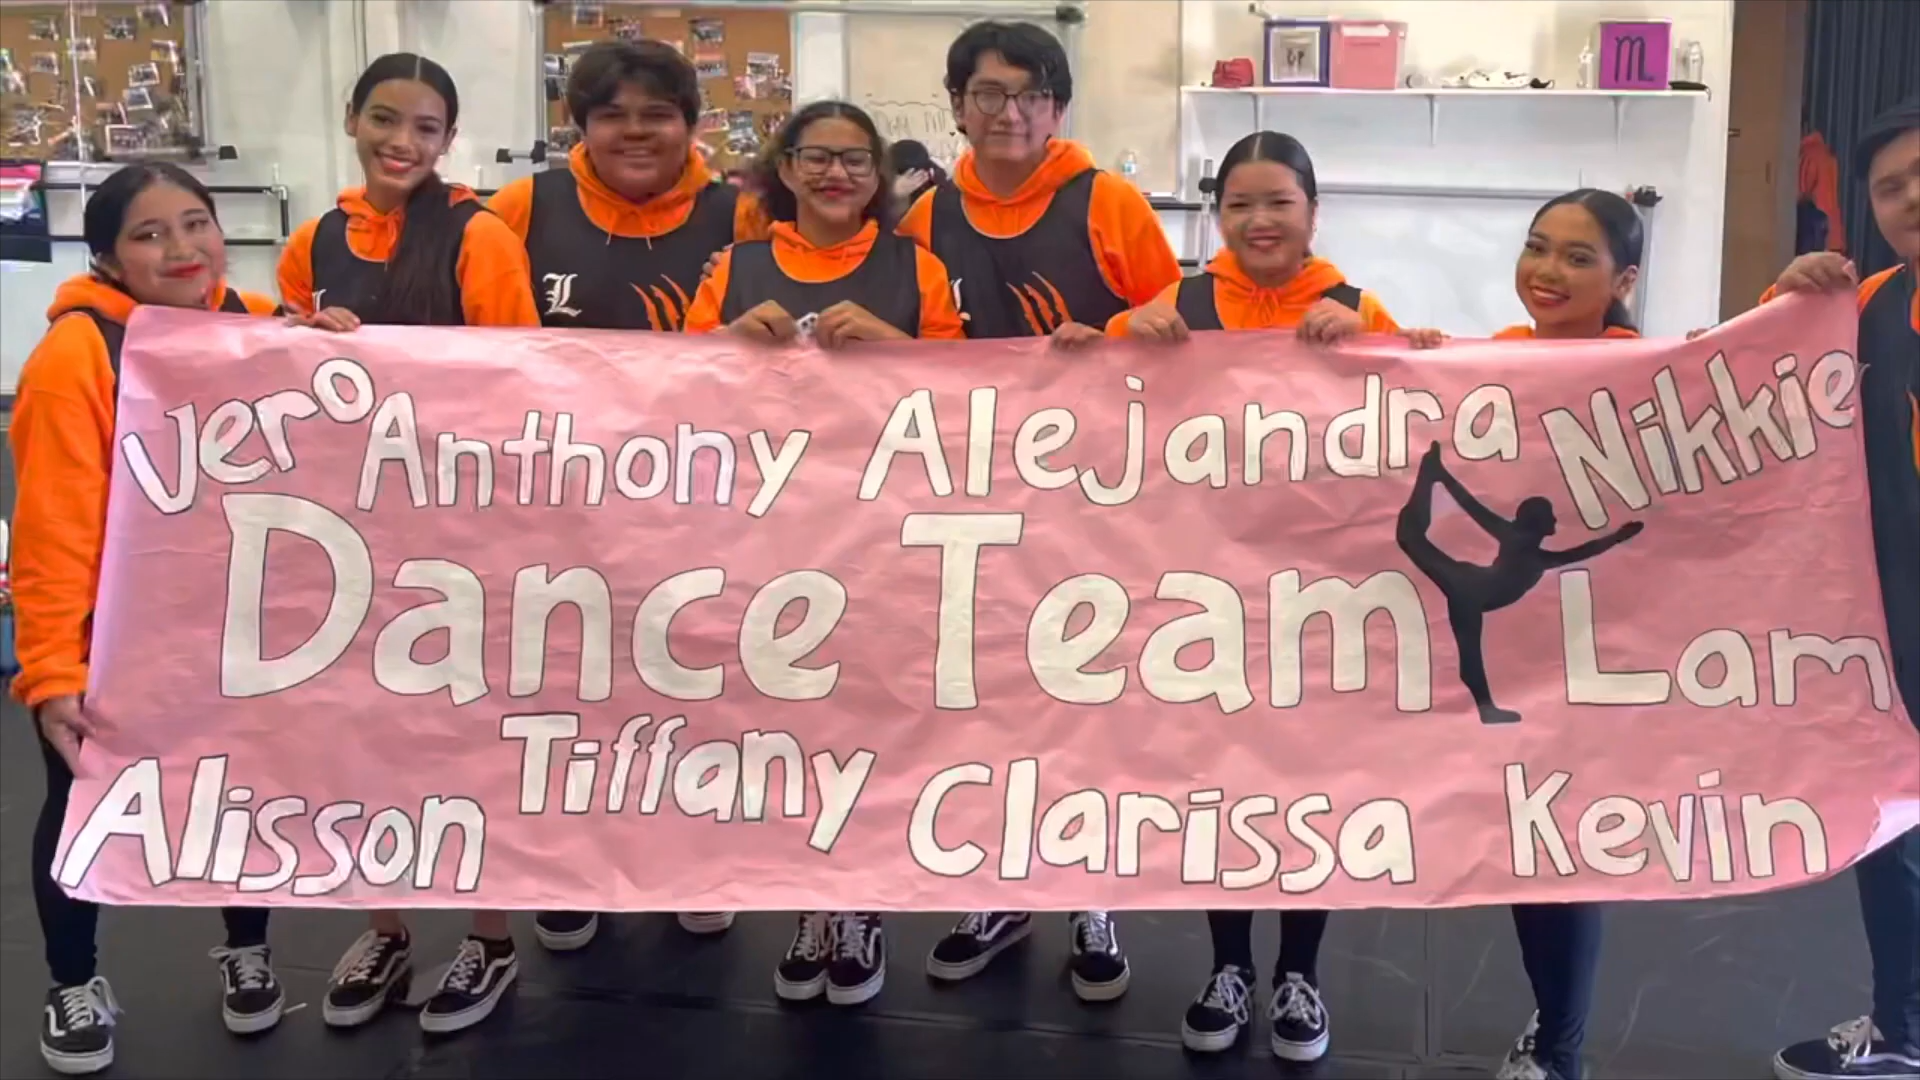 m
L
Vero Anthony Alejandra Nikkie
Dance Team Lam
Alisson Tiffany Clarissa Kevin